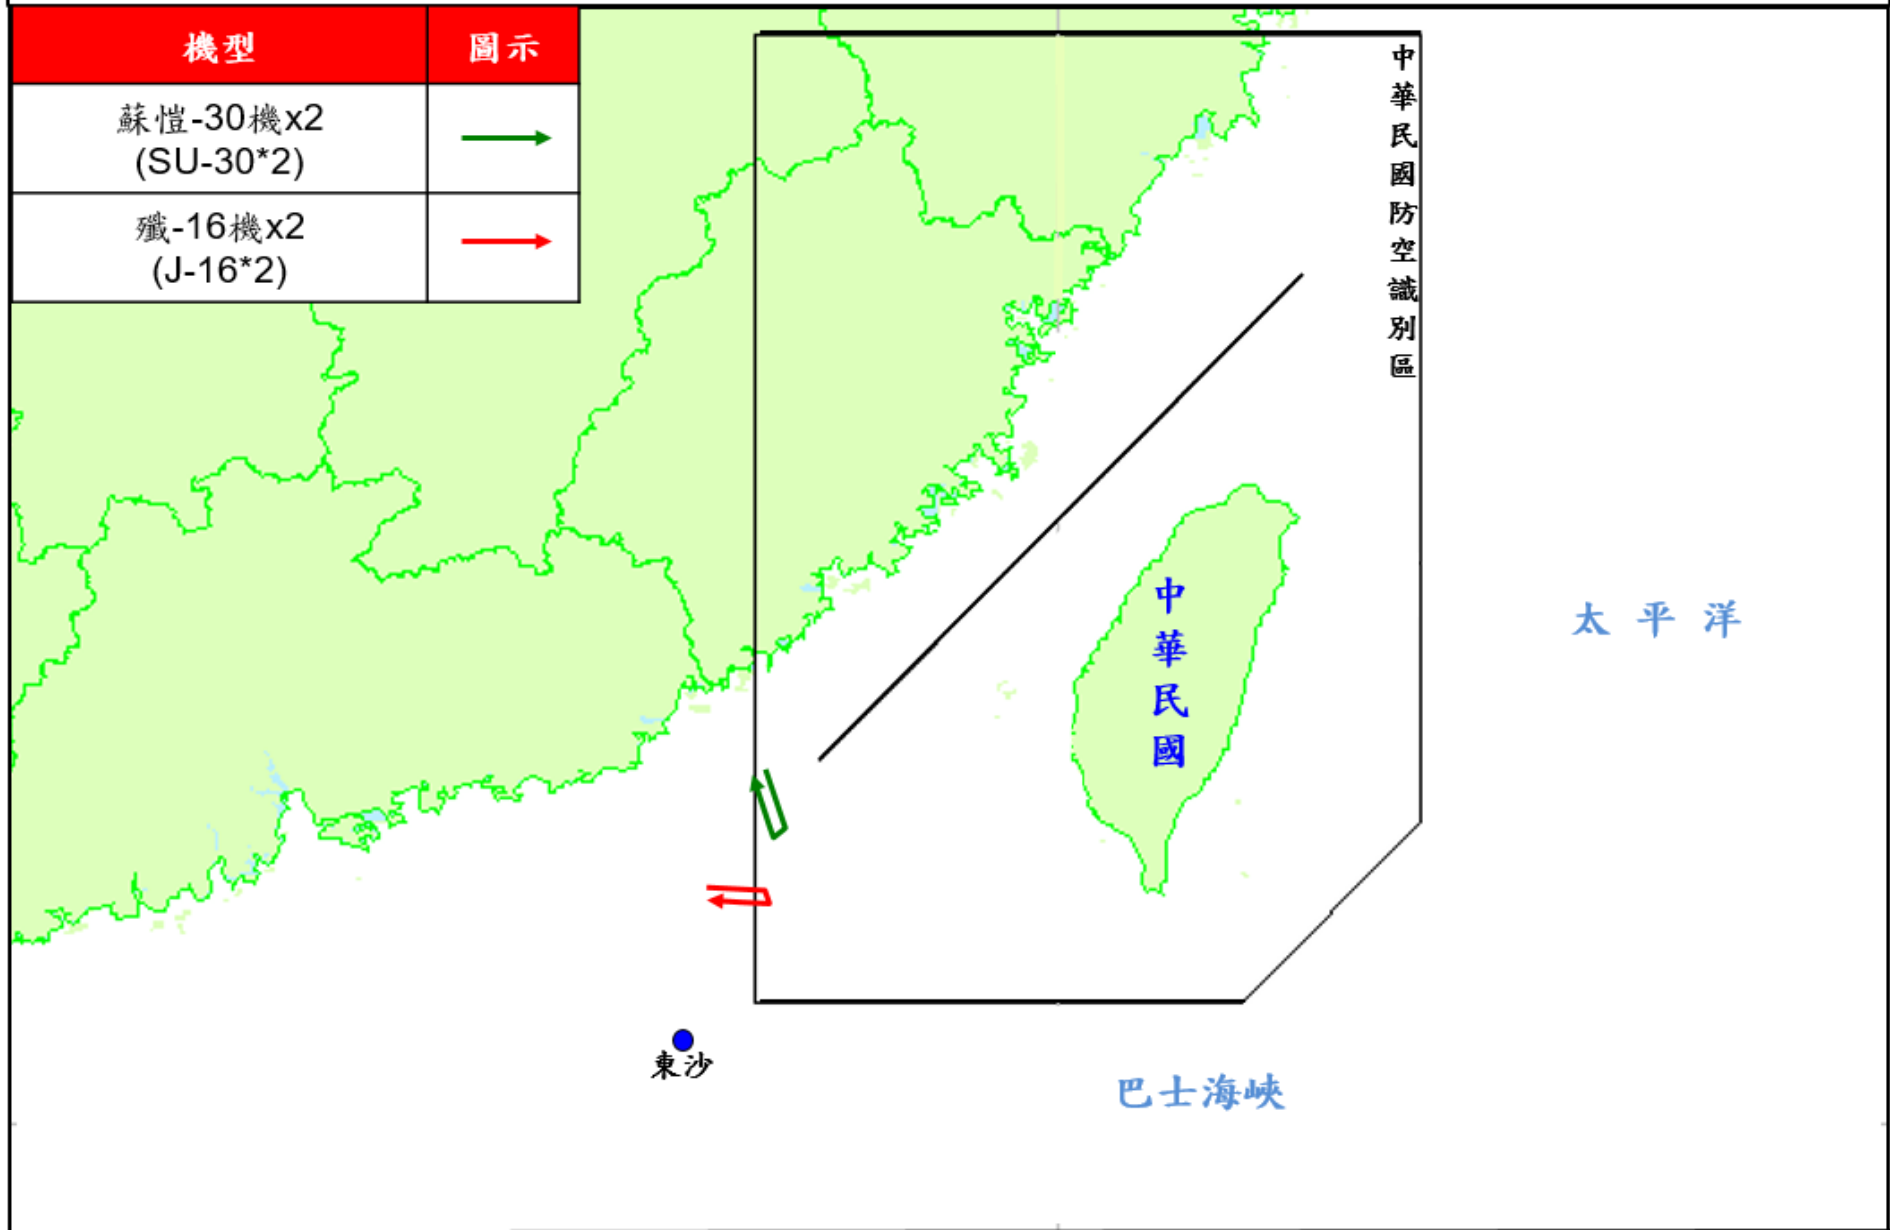 機型 圖示
蘇愷-30機x2
(SU-30*2)
殲-16機x2
(J-16*2)
中華民國防空識別區
中華民國
太平洋
東沙
巴士海峽